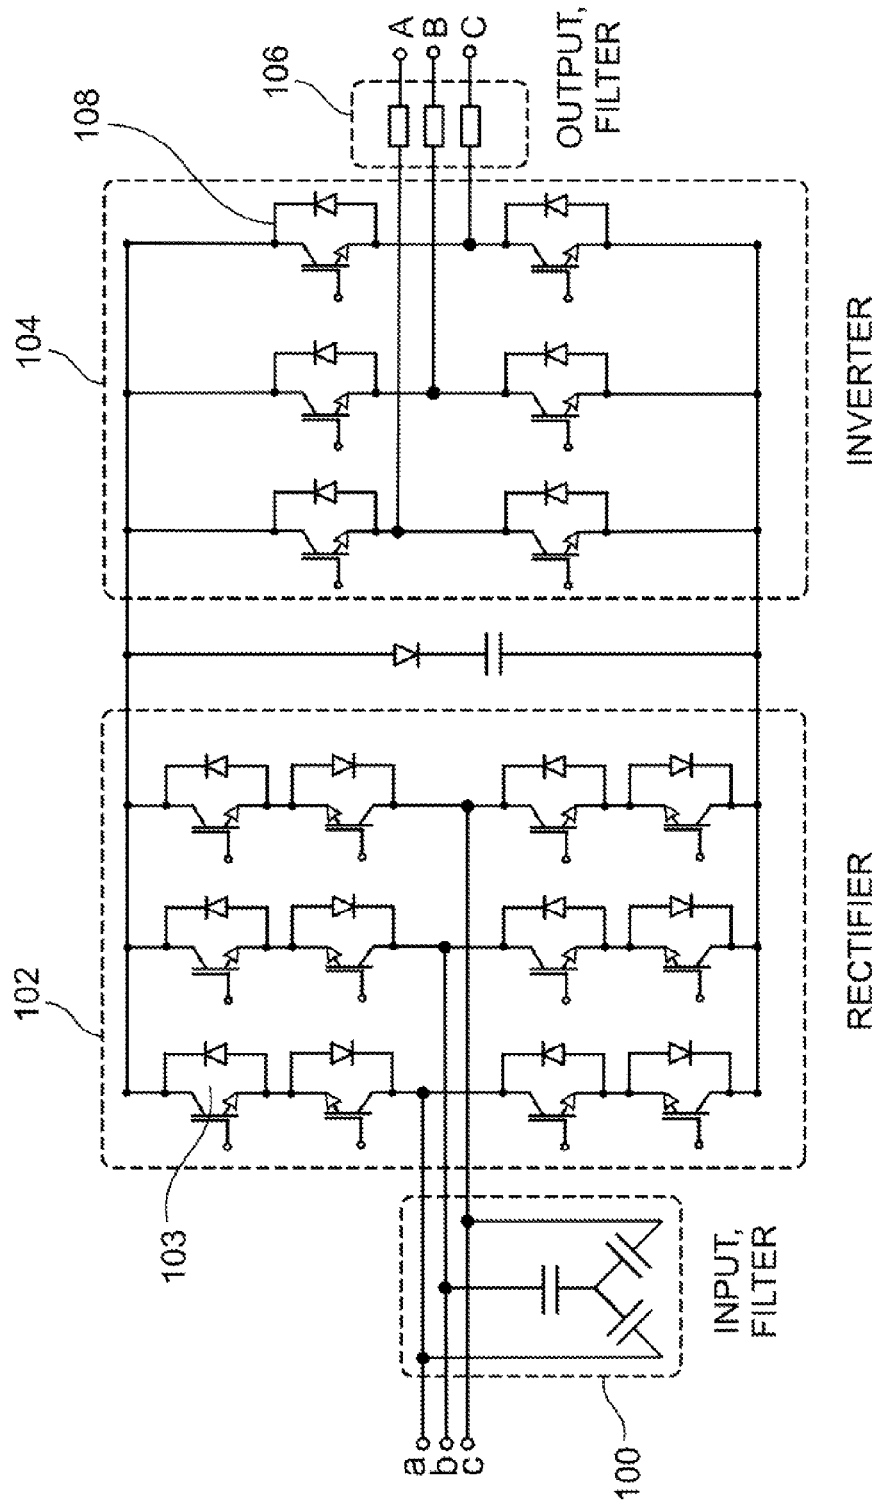 a
b
c
100
INPUT,
FILTER
103
102
RECTIFIER
104
INVERTER
108
106
OUTPUT,
FILTER
A
B
C